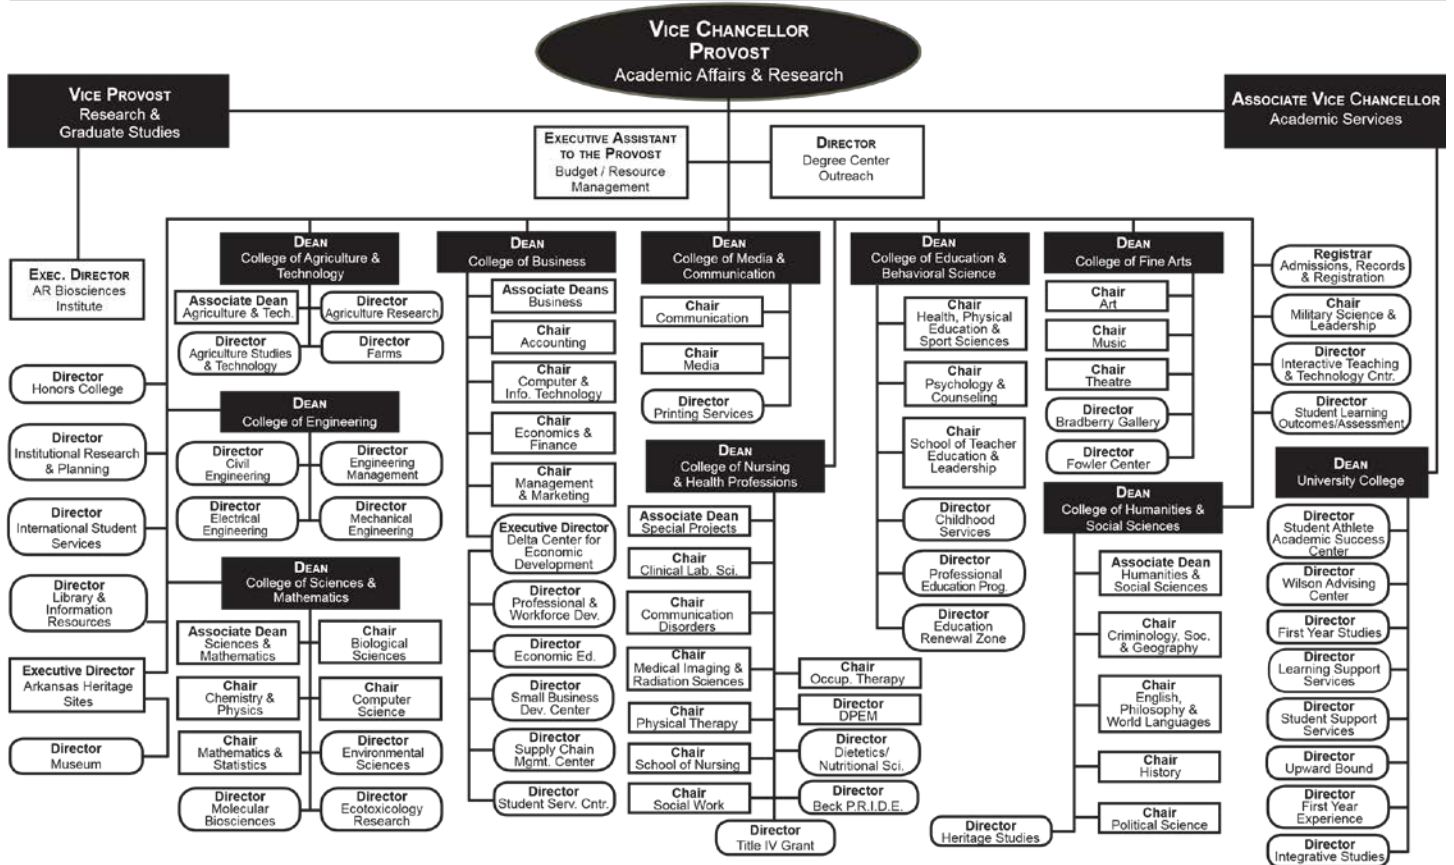 VICE CHANCELLOR
PROVOST
Academic Affairs & Research
VICE PROVOST
Research &
Graduate Studies
ASSOCIATE VICE CHANCELLOR
Academic Services
EXECUTIVE ASSISTANT
TO THE PROVOST
Budget / Resource
Management
DIRECTOR
Degree Center
Outreach
EXEC. DIRECTOR
AR Biosciences
Institute
Director
Honors College
Director
Institutional Research
& Planning
Director
International Student
Services
Director
Library &
Information
Resources
Executive Director
Arkansas Heritage
Sites
Director
Museum
DEAN
College of Agriculture &
Technology
Associate Dean
Agriculture & Tech.
Director
Agriculture Research
Director
Agriculture Studies
& Technology
Director
Farms
DEAN
College of Engineering
Director
Civil
Engineering
Director
Engineering
Management
Director
Electrical
Engineering
Director
Mechanical
Engineering
DEAN
College of Sciences &
Mathematics
Associate Dean
Sciences &
Mathematics
Chair
Biological
Sciences
Chair
Chemistry &
Physics
Chair
Computer
Science
Chair
Mathematics &
Statistics
Director
Environmental
Sciences
Director
Molecular
Biosciences
Director
Ecotoxicology
Research
DEAN
College of Business
Associate Deans
Business
Chair
Accounting
Chair
Computer &
Info. Technology
Chair
Economics &
Finance
Chair
Management
& Marketing
Executive Director
Delta Center for
Economic
Development
Director
Professional &
Workforce Dev.
Director
Economic Ed.
Director
Small Business
Dev. Center
Director
Supply Chain
Mgmt. Center
Director
Student Serv. Cntr.
DEAN
College of Media &
Communication
Chair
Communication
Chair
Media
Director
Printing Services
DEAN
College of Nursing
& Health Professions
Associate Dean
Special Projects
Chair
Clinical Lab. Sci.
Chair
Communication
Disorders
Chair
Medical Imaging &
Radiation Sciences
Chair
Occup. Therapy
Chair
Physical Therapy
Director
DPEM
Chair
School of Nursing
Director
Dietetics/
Nutritional Sci.
Chair
Social Work
Director
Beck P.R.I.D.E.
Director
Title IV Grant
DEAN
College of Education &
Behavioral Science
Chair
Health, Physical
Education &
Sport Sciences
Chair
Psychology &
Counseling
Chair
School of Teacher
Education &
Leadership
Director
Childhood
Services
Director
Professional
Education Prog.
Director
Education
Renewal Zone
DEAN
College of Fine Arts
Chair
Art
Chair
Music
Chair
Theatre
Director
Bradberry Gallery
Director
Fowler Center
DEAN
College of Humanities &
Social Sciences
Associate Dean
Humanities &
Social Sciences
Chair
Criminology, Soc.
& Geography
Chair
English,
Philosophy &
World Languages
Chair
History
Chair
Political Science
Director
Heritage Studies
Registrar
Admissions, Records
& Registration
Chair
Military Science &
Leadership
Director
Interactive Teaching
& Technology Cntr.
Director
Student Learning
Outcomes/Assessment
DEAN
University College
Director
Student Athlete
Academic Success
Center
Director
Wilson Advising
Center
Director
First Year Studies
Director
Learning Support
Services
Director
Student Support
Services
Director
Upward Bound
Director
First Year
Experience
Director
Integrative Studies